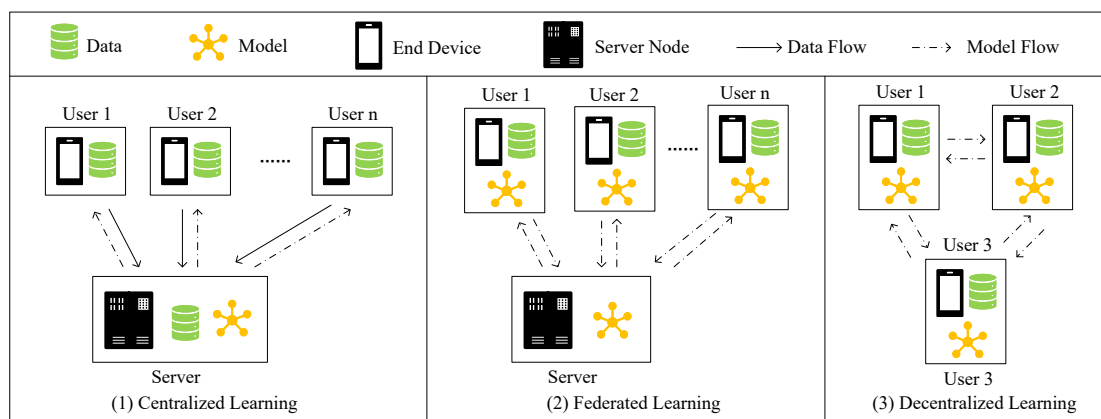 Data
Model
End Device
Server Node
Data Flow
Model Flow
User 1
User 2
User n
......
Server
(1) Centralized Learning
User 1
User 2
User n
......
Server
(2) Federated Learning
User 1
User 2
User 3
User 3
(3) Decentralized Learning